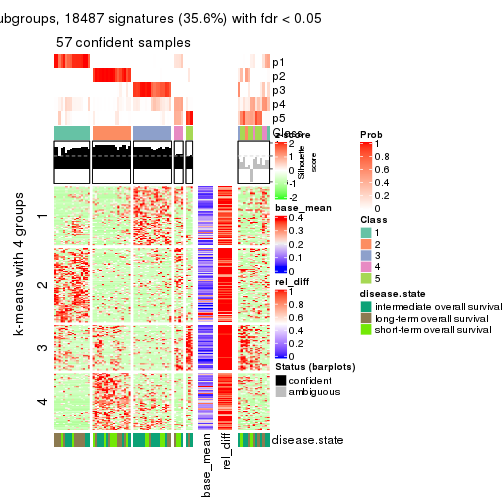 ubgroups, 18487 signatures (35.6%) with fdr < 0.05
57 confident samples
p1
p2
p3
p4
p5
Class
Silhouette
score
z-score
2
1
0
-1
-2
base_mean
0.4
0.3
0.2
0.1
0
rel_diff
1
0.8
0.6
0.4
0.2
0
Status (barplots)
confident
ambiguous
Prob
1
0.8
0.6
0.4
0.2
0
Class
1
2
3
4
5
disease.state
intermediate overall survival
long-term overall survival
short-term overall survival
k-means with 4 groups
1
2
3
4
disease.state
base_mean
rel_diff